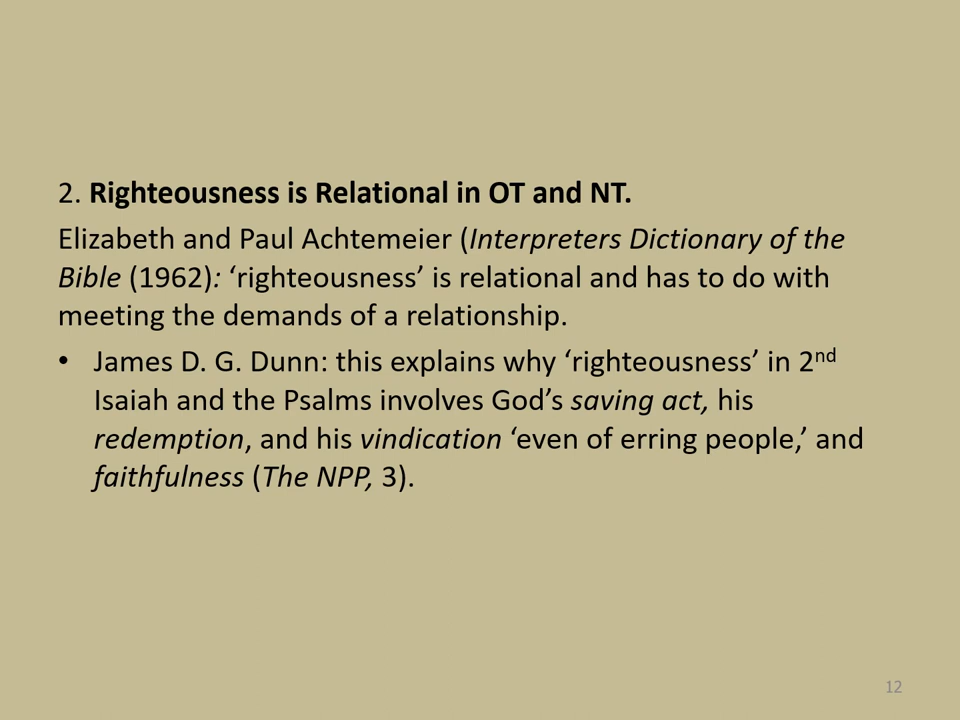 2. Righteousness is Relational in OT and NT.
Elizabeth and Paul Achtemeier (Interpreters Dictionary of the
Bible (1962): ‘righteousness’ is relational and has to do with
meeting the demands of a relationship.
• James D. G. Dunn: this explains why ‘righteousness’ in 2nd
Isaiah and the Psalms involves God’s saving act, his
redemption, and his vindication ‘even of erring people,’ and
faithfulness (The NPP, 3).
12